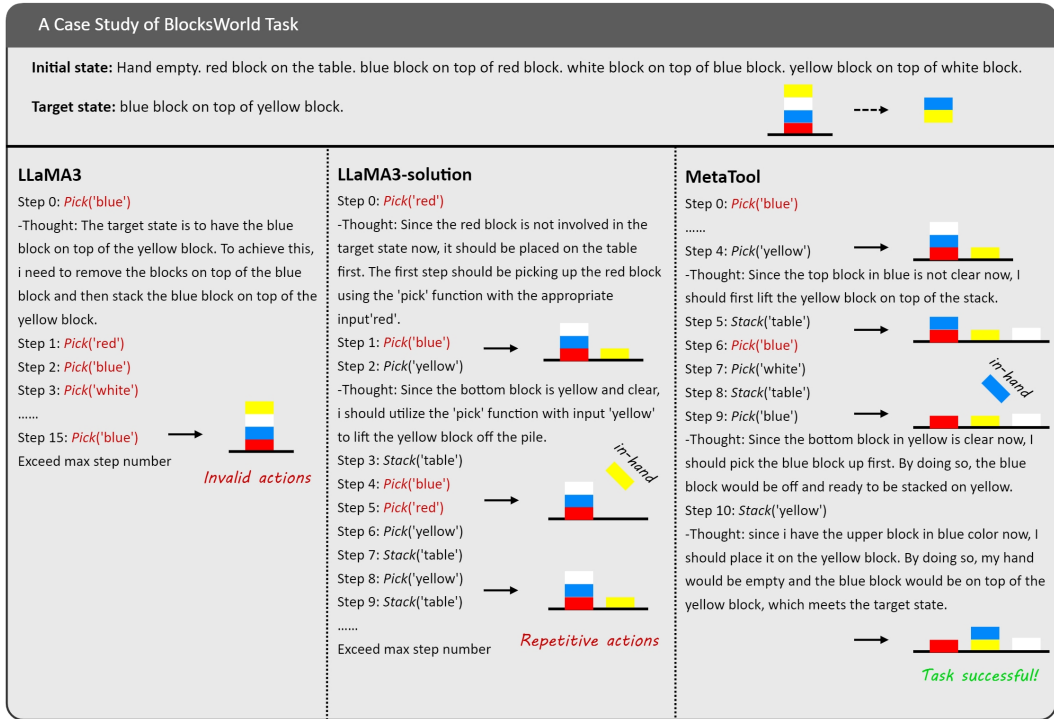 A Case Study of BlocksWorld Task
Initial state: Hand empty. red block on the table. blue block on top of red block. white block on top of blue block. yellow block on top of white block.
Target state: blue block on top of yellow block.
LLaMA3
Step 0: Pick('blue')
-Thought: The target state is to have the blue
block on top of the yellow block. To achieve this,
i need to remove the blocks on top of the blue
block and then stack the blue block on top of the
yellow block.
Step 1: Pick('red')
Step 2: Pick('blue')
Step 3: Pick('white')
......
Step 15: Pick('blue')
Exceed max step number
Invalid actions
LLaMA3-solution
Step 0: Pick('red')
-Thought: Since the red block is not involved in the
target state now, it should be placed on the table
first. The first step should be picking up the red block
using the 'pick' function with the appropriate
input'red'.
Step 1: Pick('blue')
Step 2: Pick('yellow')
-Thought: Since the bottom block is yellow and clear,
i should utilize the 'pick' function with input 'yellow'
to lift the yellow block off the pile.
Step 3: Stack('table')
in-hand
Step 4: Pick('blue')
Step 5: Pick('red')
Step 6: Pick('yellow')
Step 7: Stack('table')
Step 8: Pick('yellow')
Step 9: Stack('table')
......
Repetitive actions
Exceed max step number
MetaTool
Step 0: Pick('blue')
......
Step 4: Pick('yellow')
-Thought: Since the top block in blue is not clear now, I
should first lift the yellow block on top of the stack.
Step 5: Stack('table')
Step 6: Pick('blue')
Step 7: Pick('white')
in-hand
Step 8: Stack('table')
Step 9: Pick('blue')
-Thought: Since the bottom block in yellow is clear now, I
should pick the blue block up first. By doing so, the blue
block would be off and ready to be stacked on yellow.
Step 10: Stack('yellow')
-Thought: since i have the upper block in blue color now, I
should place it on the yellow block. By doing so, my hand
would be empty and the blue block would be on top of the
yellow block, which meets the target state.
Task successful!